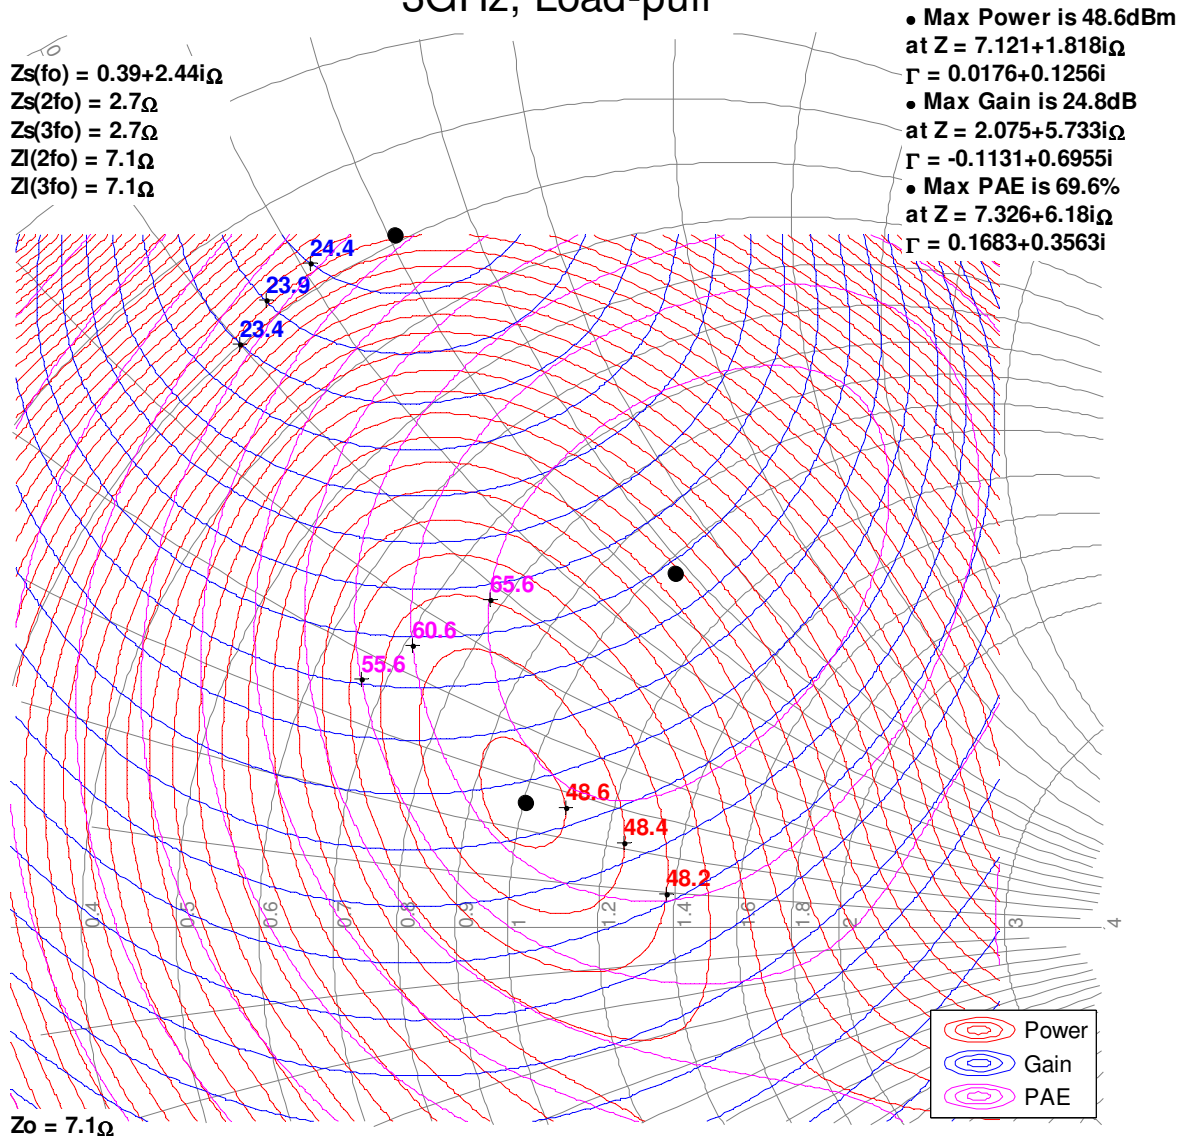 3GHz, Load-pull
Zs(fo) = 0.39+2.44iΩ
Zs(2fo) = 2.7Ω
Zs(3fo) = 2.7Ω
Zl(2fo) = 7.1Ω
Zl(3fo) = 7.1Ω
• Max Power is 48.6dBm
at Z = 7.121+1.818iΩ
Γ = 0.0176+0.1256i
• Max Gain is 24.8dB
at Z = 2.075+5.733iΩ
Γ = -0.1131+0.6955i
• Max PAE is 69.6%
at Z = 7.326+6.18iΩ
Γ = 0.1683+0.3563i
0
24.4
23.9
23.4
65.6
60.6
55.6
48.6
48.4
48.2
0.4 0.5 0.6 0.7 0.8 0.9 1 1.2 1.4 1.6 1.8 2 3 4
Power
Gain
PAE
Zo = 7.1Ω